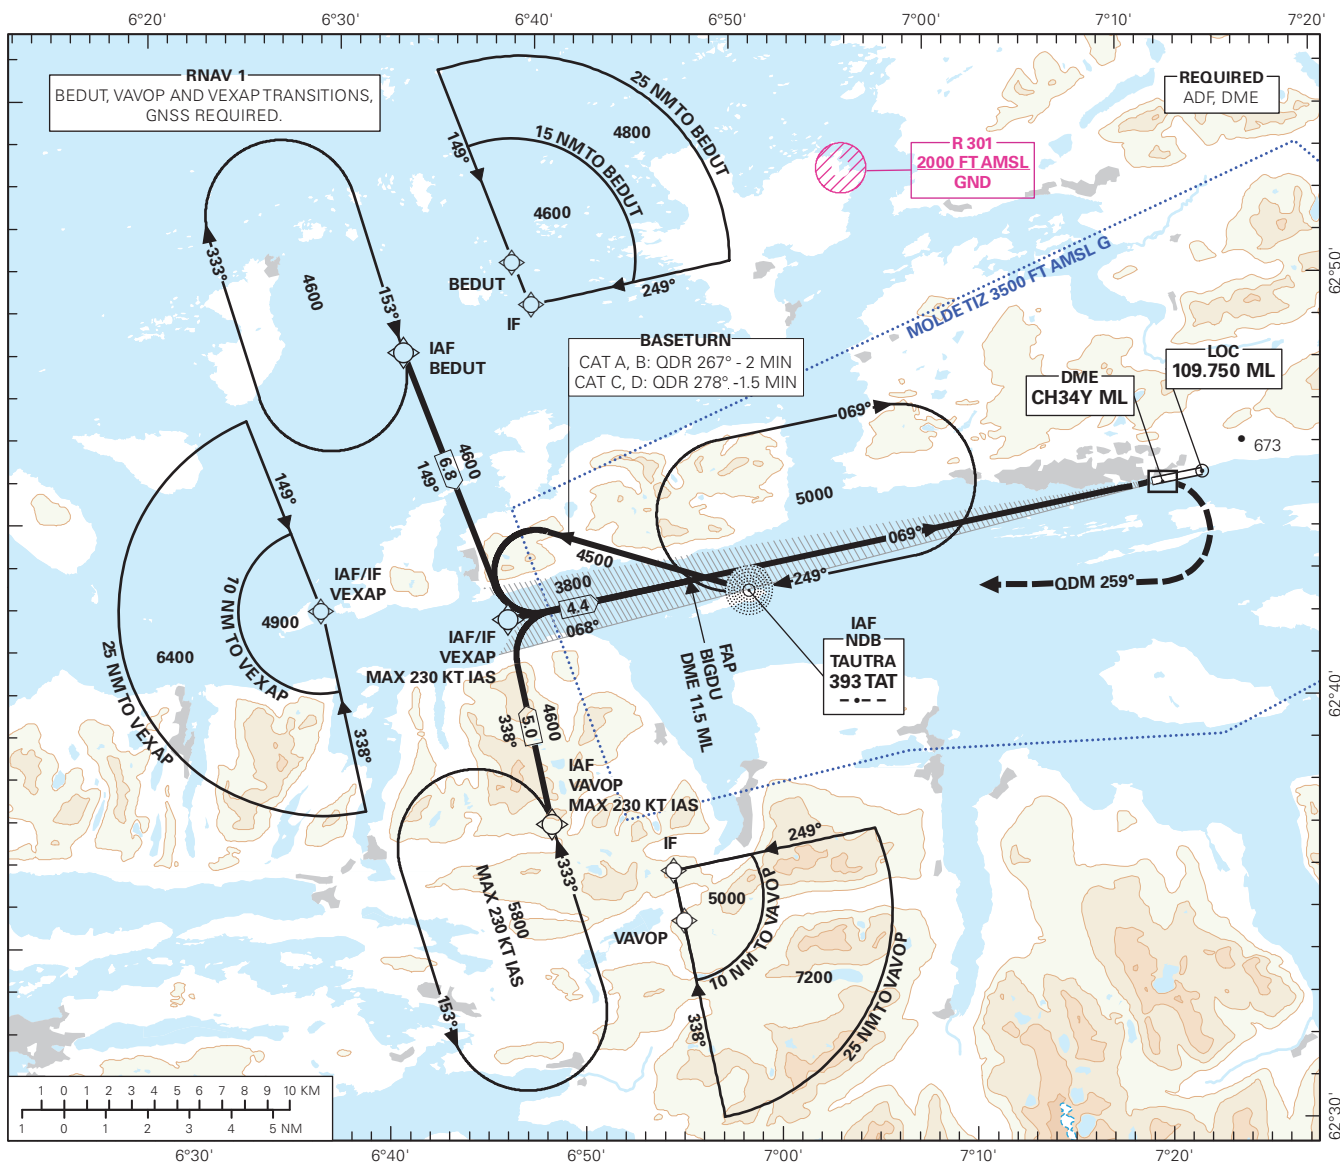 6°20' 6°30' 6°40' 6°50' 7°00' 7°10' 7°20'
RNAV 1
BEDUT, VAVOP AND VEXAP TRANSITIONS,
GNSS REQUIRED.
REQUIRED
ADF, DME
25 NM TO BEDUT
4800
15 NM TO BEDUT
4600
149°
249°
BEDUT
IF
R 301
2000 FT AMSL
GND
MOLDE TIZ 3500 FT AMSL G
62°50'
333°
4600
153°
IAF
BEDUT
BASETURN
CAT A, B: QDR 267° - 2 MIN
CAT C, D: QDR 278°. -1.5 MIN
LOC
109.750 ML
DME
CH34Y ML
673
069°
5000
4600
6.8
149°
149°
069°
249°
4500
3800
4.4
068°
QDM 259°
IAF/IF
VEXAP
4900
6400
10 NM TO VEXAP
25 NM TO VEXAP
338°
IAF/IF
VEXAP
MAX 230 KT IAS
FAP
BIGDU
DME 11.5 ML
IAF
NDB
TAUTRA
393 TAT
62°40'
4600
5.0
338°
IAF
VAVOP
MAX 230 KT IAS
IF
249°
5000
VAVOP
10 NM TO VAVOP
7200
25 NM TO VAVOP
338°
333°
5800
MAX 230 KT IAS
153°
1 0 1 2 3 4 5 6 7 8 9 10 KM
1 0 1 2 3 4 5 NM
62°30'
6°30' 6°40' 6°50' 7°00' 7°10' 7°20'